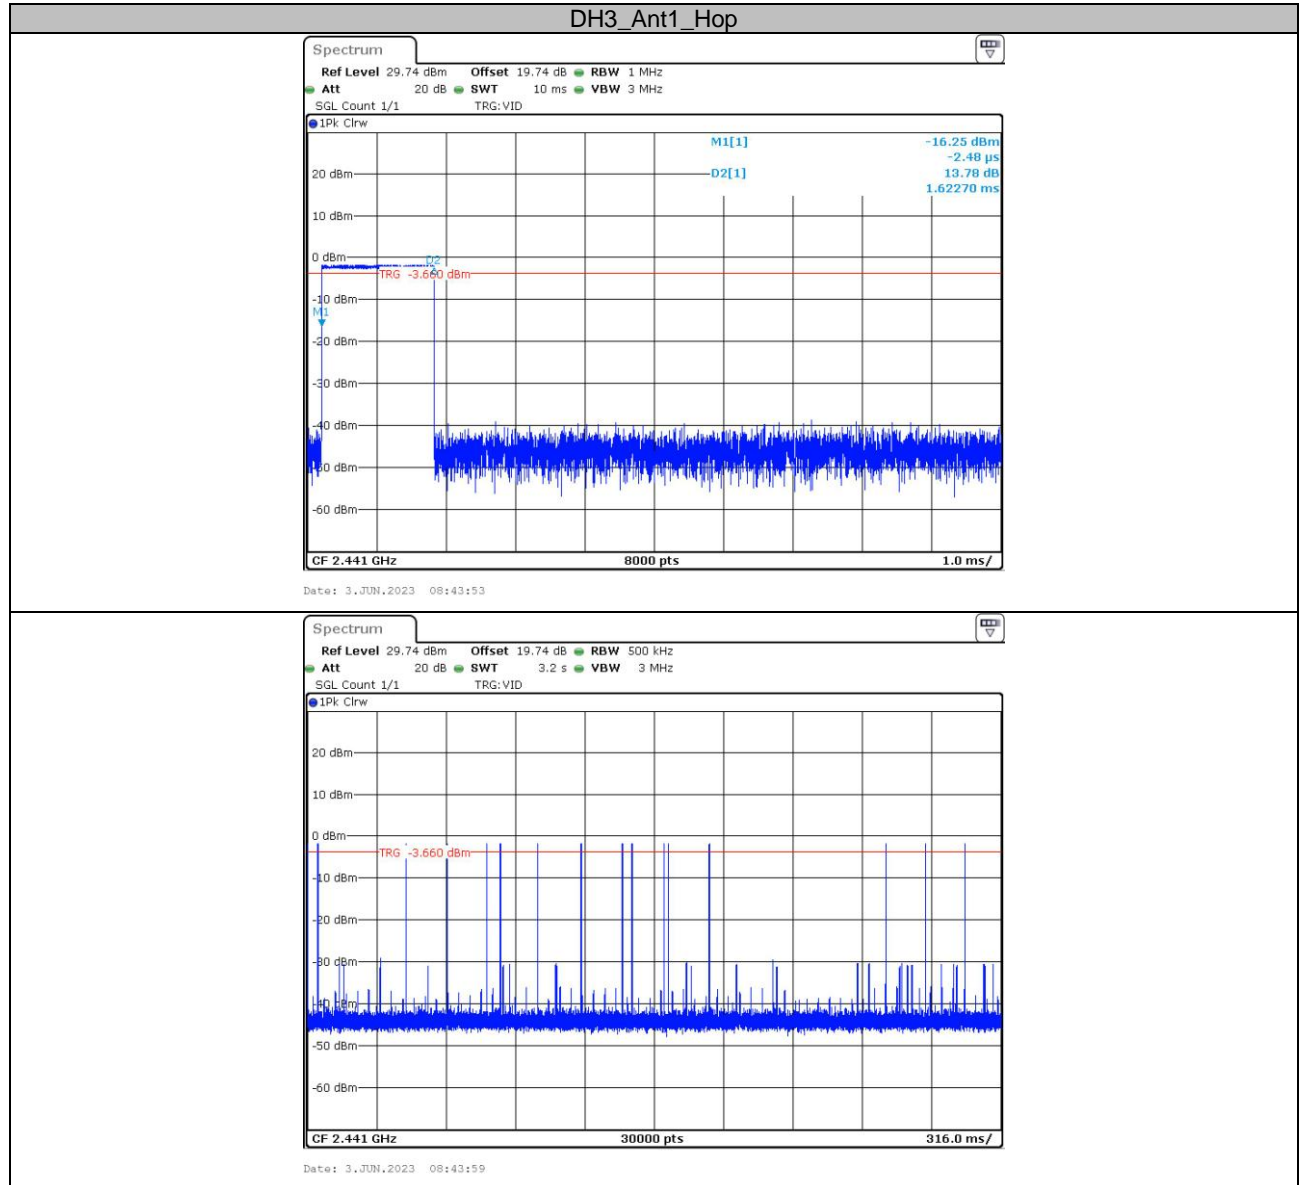 DH3_Ant1_Hop
Spectrum
Ref Level 29.74 dBm Offset 19.74 dB RBW 1 MHz
Att 20 dB SWT 10 ms VBW 3 MHz
SGL Count 1/1 TRG:VID
1Pk Clrw
M1[1] -16.25 dBm
-2.48 µs
20 dBm D2[1] 13.78 dB
1.62270 ms
10 dBm
0 dBm
D2
TRG -3.660 dBm
-10 dBm
M1
-20 dBm
-30 dBm
-40 dBm
-50 dBm
-60 dBm
CF 2.441 GHz 8000 pts 1.0 ms/
Date: 3.JUN.2023 08:43:53
Spectrum
Ref Level 29.74 dBm Offset 19.74 dB RBW 500 kHz
Att 20 dB SWT 3.2 s VBW 3 MHz
SGL Count 1/1 TRG:VID
1Pk Clrw
20 dBm
10 dBm
0 dBm
TRG -3.660 dBm
-10 dBm
-20 dBm
-30 dBm
-40 dBm
-50 dBm
-60 dBm
CF 2.441 GHz 30000 pts 316.0 ms/
Date: 3.JUN.2023 08:43:59